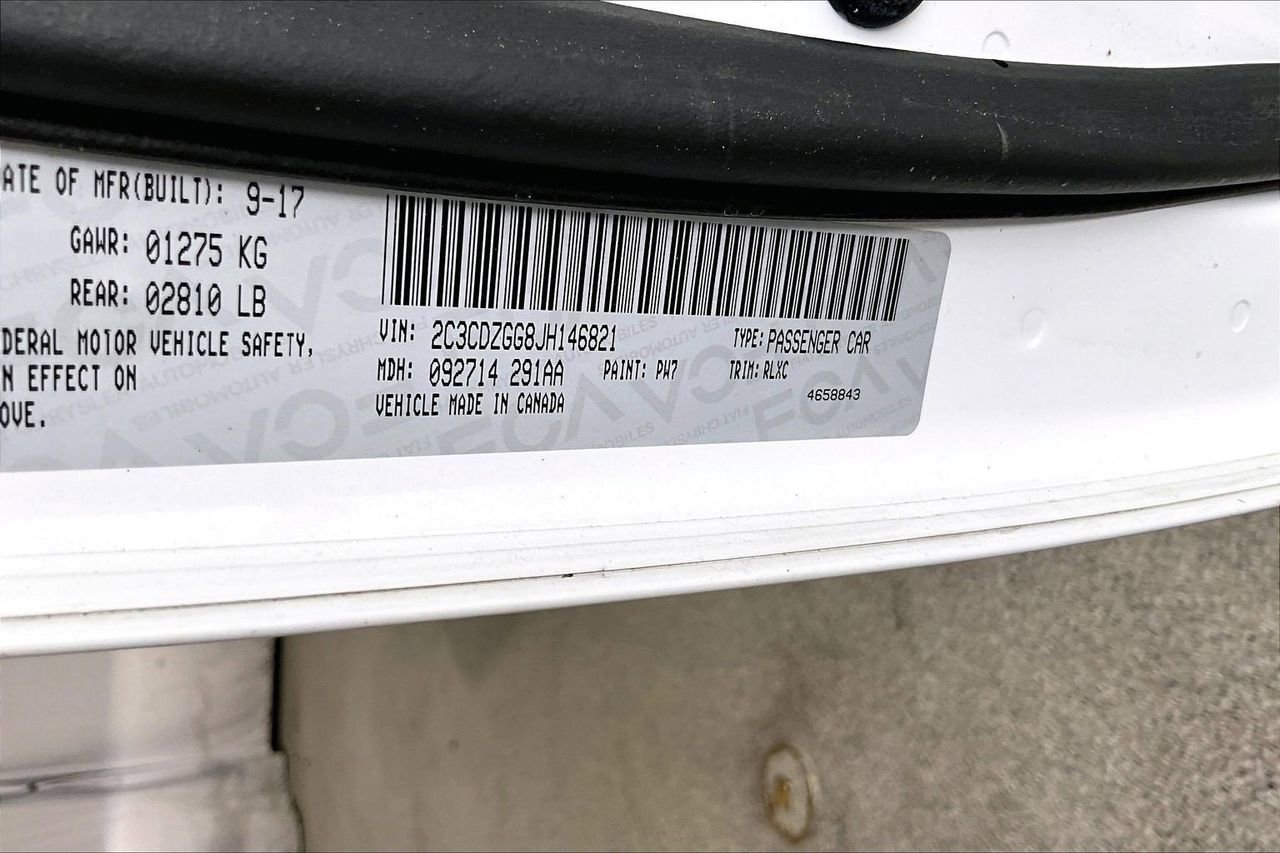 ATE OF MFR(BUILT): 9-17
GAWR: 01275 KG
REAR: 02810 LB
DERAL MOTOR VEHICLE SAFETY,
N EFFECT ON
OVE.
VIN: 2C3CDZGG8JH146821 TYPE: PASSENGER CAR
MDH: 092714 291AA PAINT: PW7 TRIM: RLXC
VEHICLE MADE IN CANADA 4658843